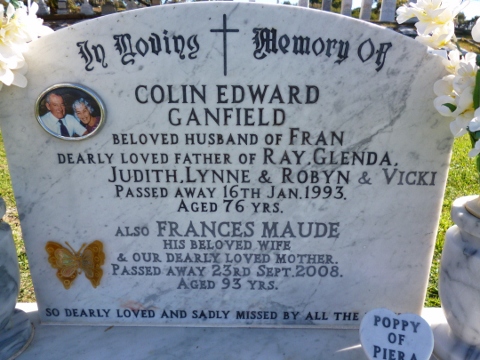 In Loving Memory Of
COLIN EDWARD
GANFIELD
BELOVED HUSBAND OF FRAN
DEARLY LOVED FATHER OF RAY, GLENDA,
JUDITH, LYNNE & ROBYN & VICKI
PASSED AWAY 16TH JAN. 1993.
AGED 76 YRS.
ALSO FRANCES MAUDE
HIS BELOVED WIFE
& OUR DEARLY LOVED MOTHER.
PASSED AWAY 23RD SEPT. 2008.
AGED 93 YRS.
SO DEARLY LOVED AND SADLY MISSED BY ALL THE
POPPY OF
PIERA